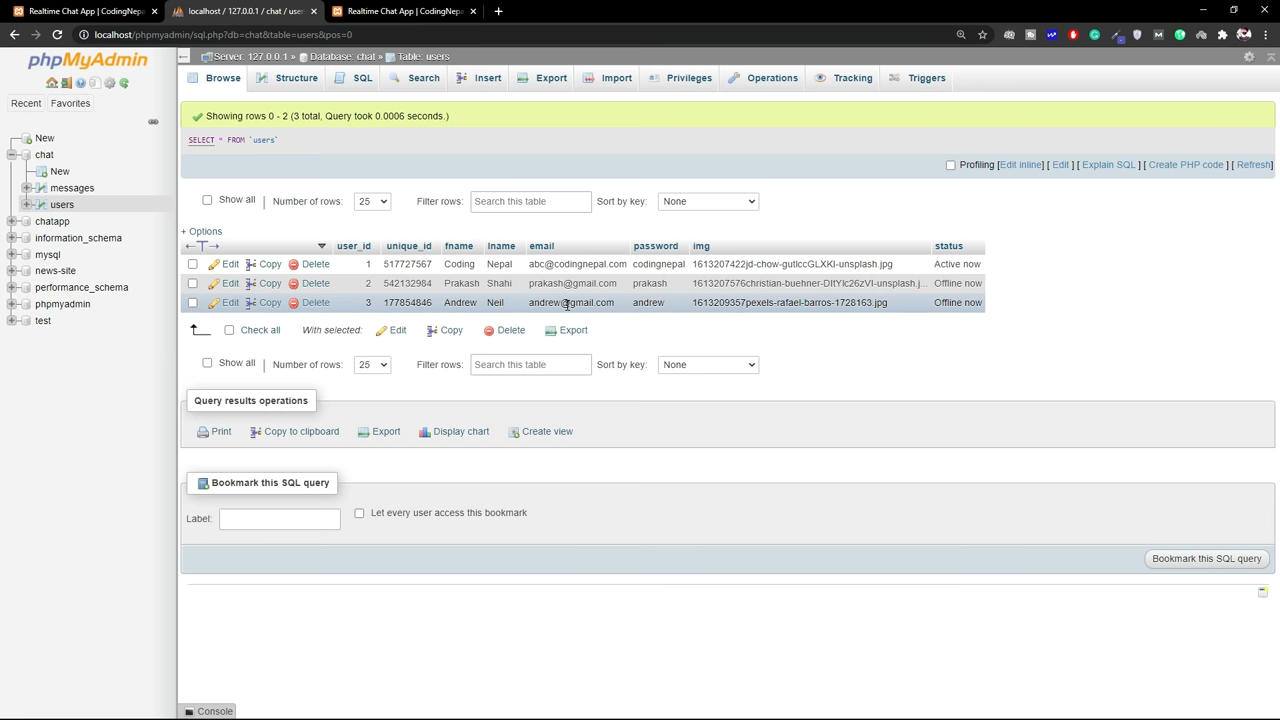 Realtime Chat App | CodingNepa
localhost / 127.0.0.1 / chat / users
Realtime Chat App | CodingNepa
localhost/phpmyadmin/sql.php?db=chat&table=users&pos=0
phpMyAdmin
Recent Favorites
New
chat
New
messages
users
chatapp
information_schema
mysql
news-site
performance_schema
phpmyadmin
test
Server: 127.0.0.1 » Database: chat » Table: users
Browse Structure SQL Search Insert Export Import Privileges Operations Tracking Triggers
Showing rows 0 - 2 (3 total, Query took 0.0006 seconds.)
SELECT * FROM `users`
Profiling [Edit inline] [ Edit ] [ Explain SQL ] [ Create PHP code ] [ Refresh]
Show all | Number of rows: 25 Filter rows: Search this table Sort by key: None
+ Options
user_id unique_id fname lname email password img status
Edit Copy Delete 1 517727567 Coding Nepal abc@codingnepal.com codingnepal 1613207422jd-chow-gutlccGLXKI-unsplash.jpg Active now
Edit Copy Delete 2 542132984 Prakash Shahi prakash@gmail.com prakash 1613207576christian-buehner-DItYlc26zVI-unsplash.j... Offline now
Edit Copy Delete 3 177854846 Andrew Neil andrew@gmail.com andrew 1613209357pexels-rafael-barros-1728163.jpg Offline now
Check all With selected: Edit Copy Delete Export
Show all | Number of rows: 25 Filter rows: Search this table Sort by key: None
Query results operations
Print Copy to clipboard Export Display chart Create view
Bookmark this SQL query
Label: Let every user access this bookmark
Bookmark this SQL query
Console